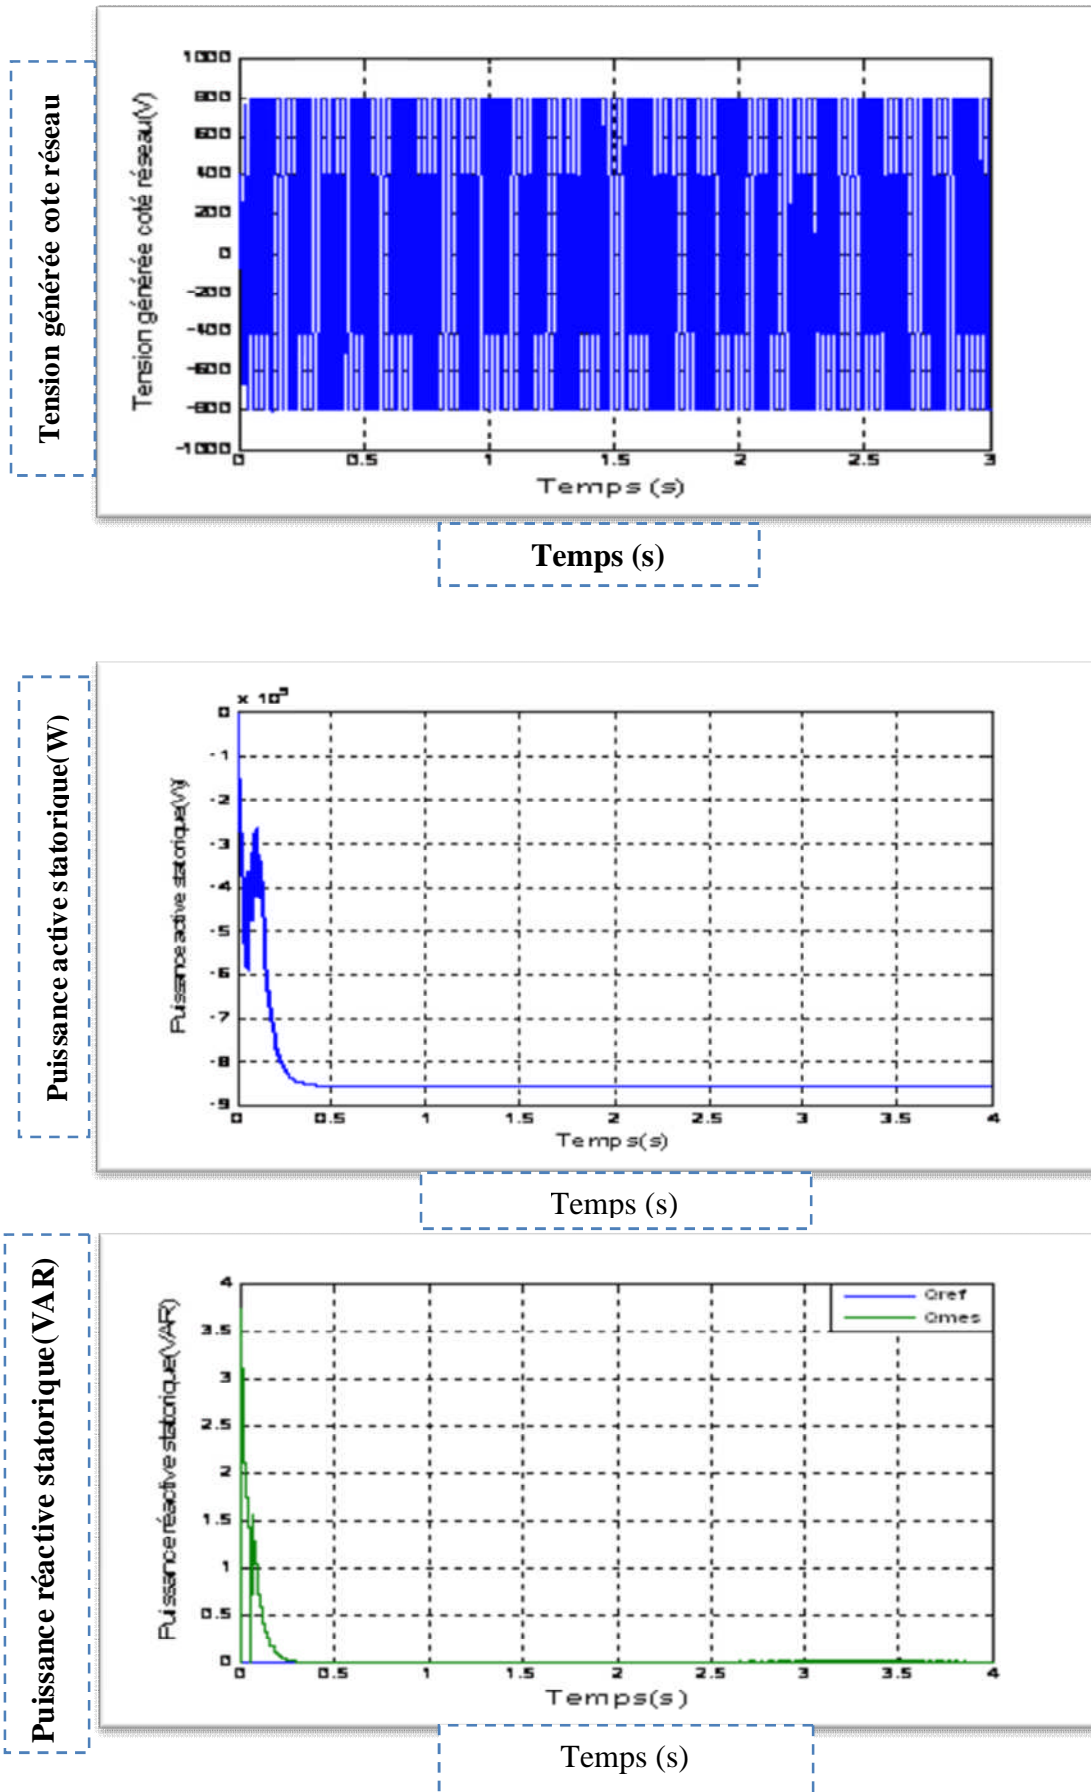 Tension générée cote réseau
Tension générée coté réseau(V)
1000
800
600
400
200
0
-200
-400
-600
-800
-1000
0 0.5 1 1.5 2 2.5 3
Temps (s)
Temps (s)
Puissance active statorique(W)
Puissance active statorique(W)
x 10
0
-1
-2
-3
-4
-5
-6
-7
-8
-9
0 0.5 1 1.5 2 2.5 3 3.5 4
Temps(s)
Temps (s)
Puissance réactive statorique(VAR)
Puissance réactive statorique(VAR)
4
3.5
3
2.5
2
1.5
1
0.5
0
Qref
Qmes
0 0.5 1 1.5 2 2.5 3 3.5 4
Temps(s)
Temps (s)